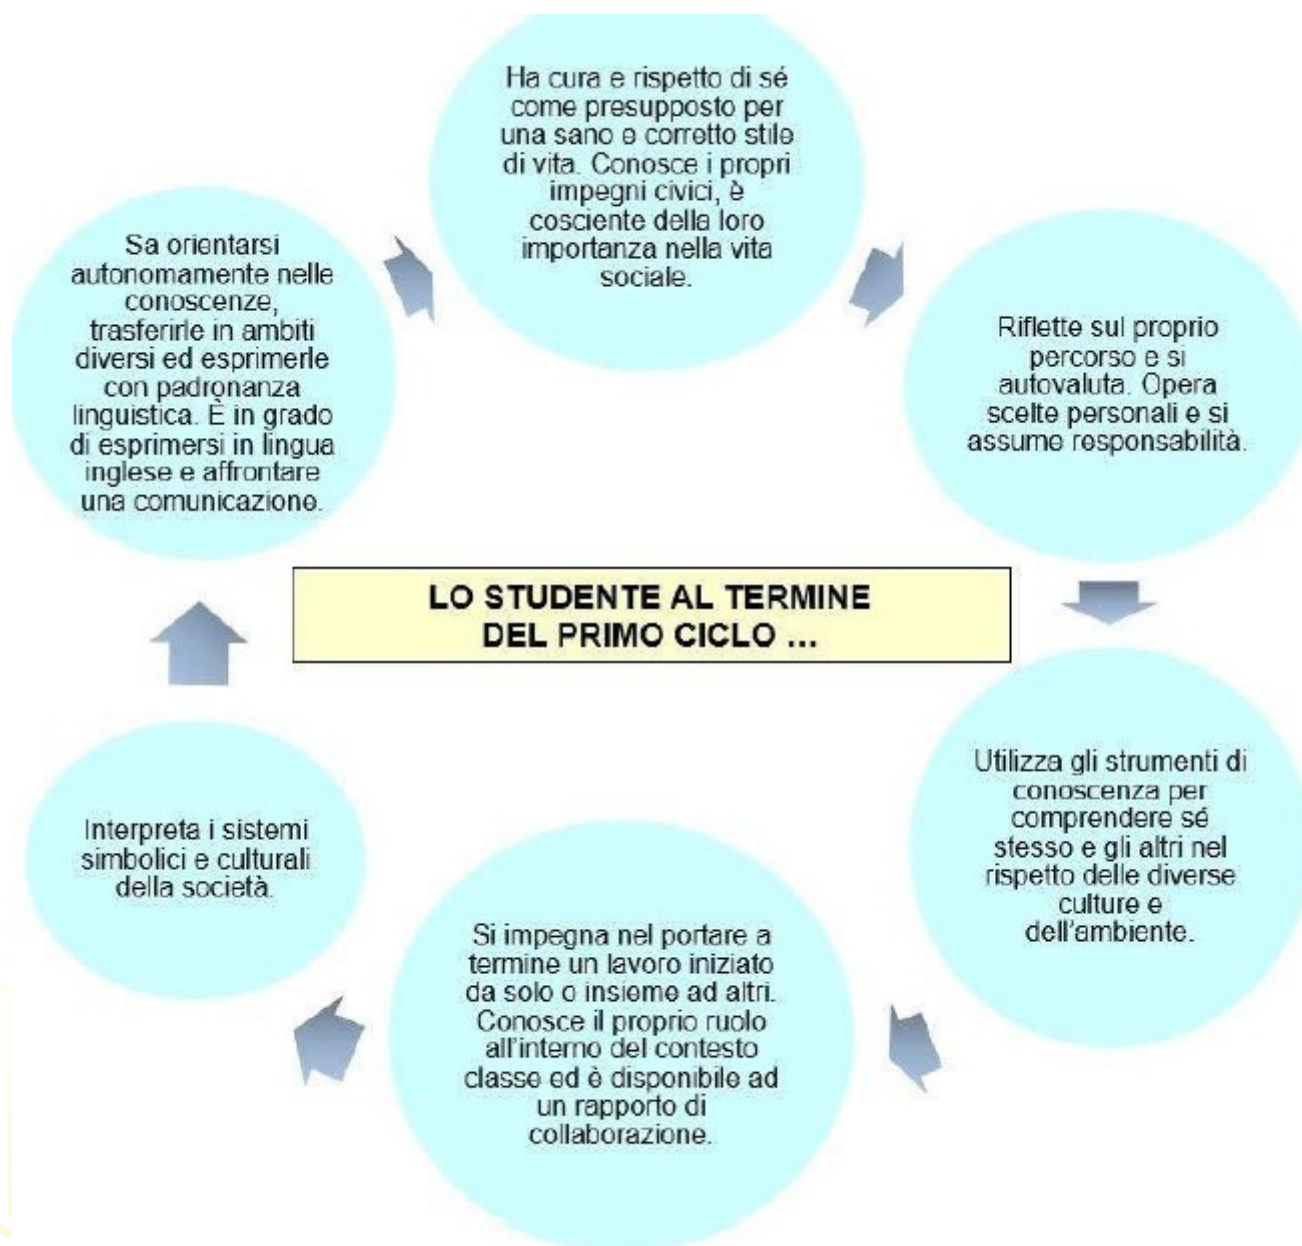 Ha cura e rispetto di sé
come presupposto per
una sano e corretto stile
di vita. Conosce i propri
impegni civici, è
cosciente della loro
importanza nella vita
sociale.
Riflette sul proprio
percorso e si
autovaluta. Opera
scelte personali e si
assume responsabilità.
Utilizza gli strumenti di
conoscenza per
comprendere sé
stesso e gli altri nel
rispetto delle diverse
culture e
dell'ambiente.
Si impegna nel portare a
termine un lavoro iniziato
da solo o insieme ad altri.
Conosce il proprio ruolo
all'interno del contesto
classe ed è disponibile ad
un rapporto di
collaborazione.
Interpreta i sistemi
simbolici e culturali
della società.
Sa orientarsi
autonomamente nelle
conoscenze,
trasferirle in ambiti
diversi ed esprimerle
con padronanza
linguistica. È in grado
di esprimersi in lingua
inglese e affrontare
una comunicazione.
LO STUDENTE AL TERMINE
DEL PRIMO CICLO ...